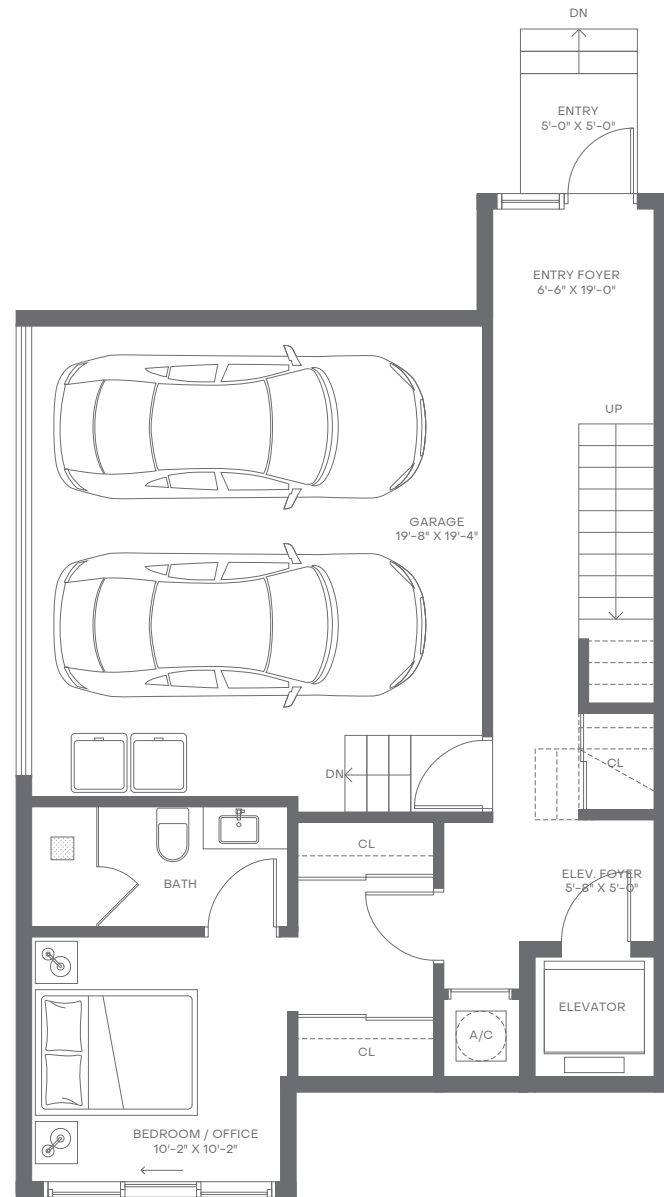 DN
ENTRY
5'-0" X 5'-0"
ENTRY FOYER
6'-6" X 19'-0"
UP
GARAGE
19'-8" X 19'-4"
DN
CL
CL
BATH
ELEV. FOYER
5'-8" X 5'-0"
ELEVATOR
A/C
CL
BEDROOM / OFFICE
10'-2" X 10'-2"